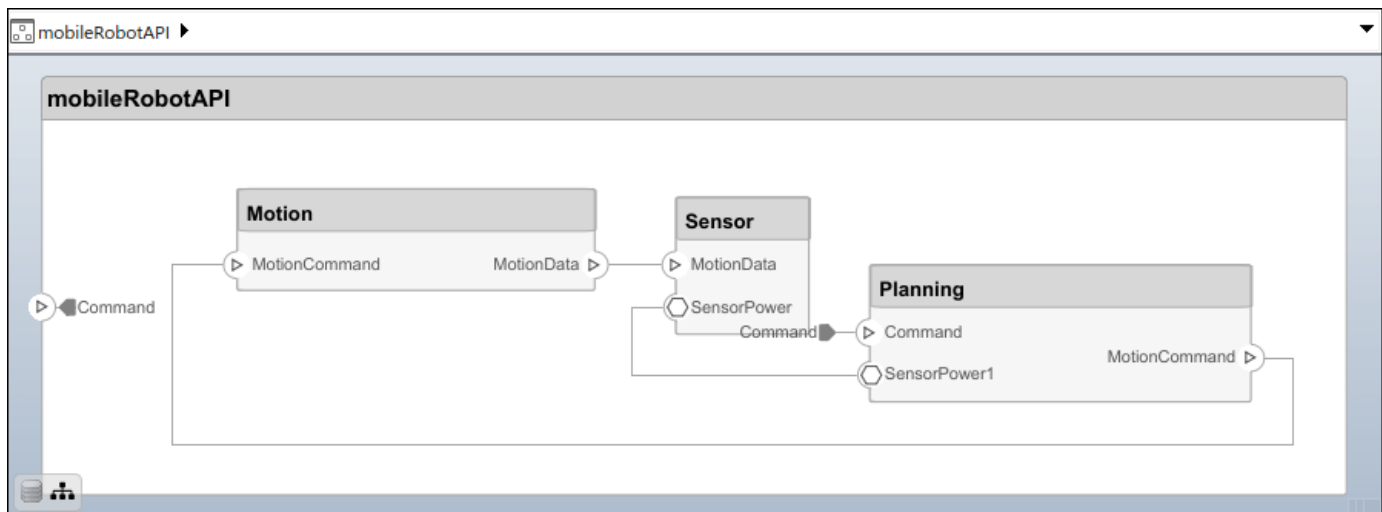 mobileRobotAPI
mobileRobotAPI
Motion
MotionCommand
MotionData
Sensor
MotionData
SensorPower
Command
Command
Planning
Command
SensorPower1
MotionCommand